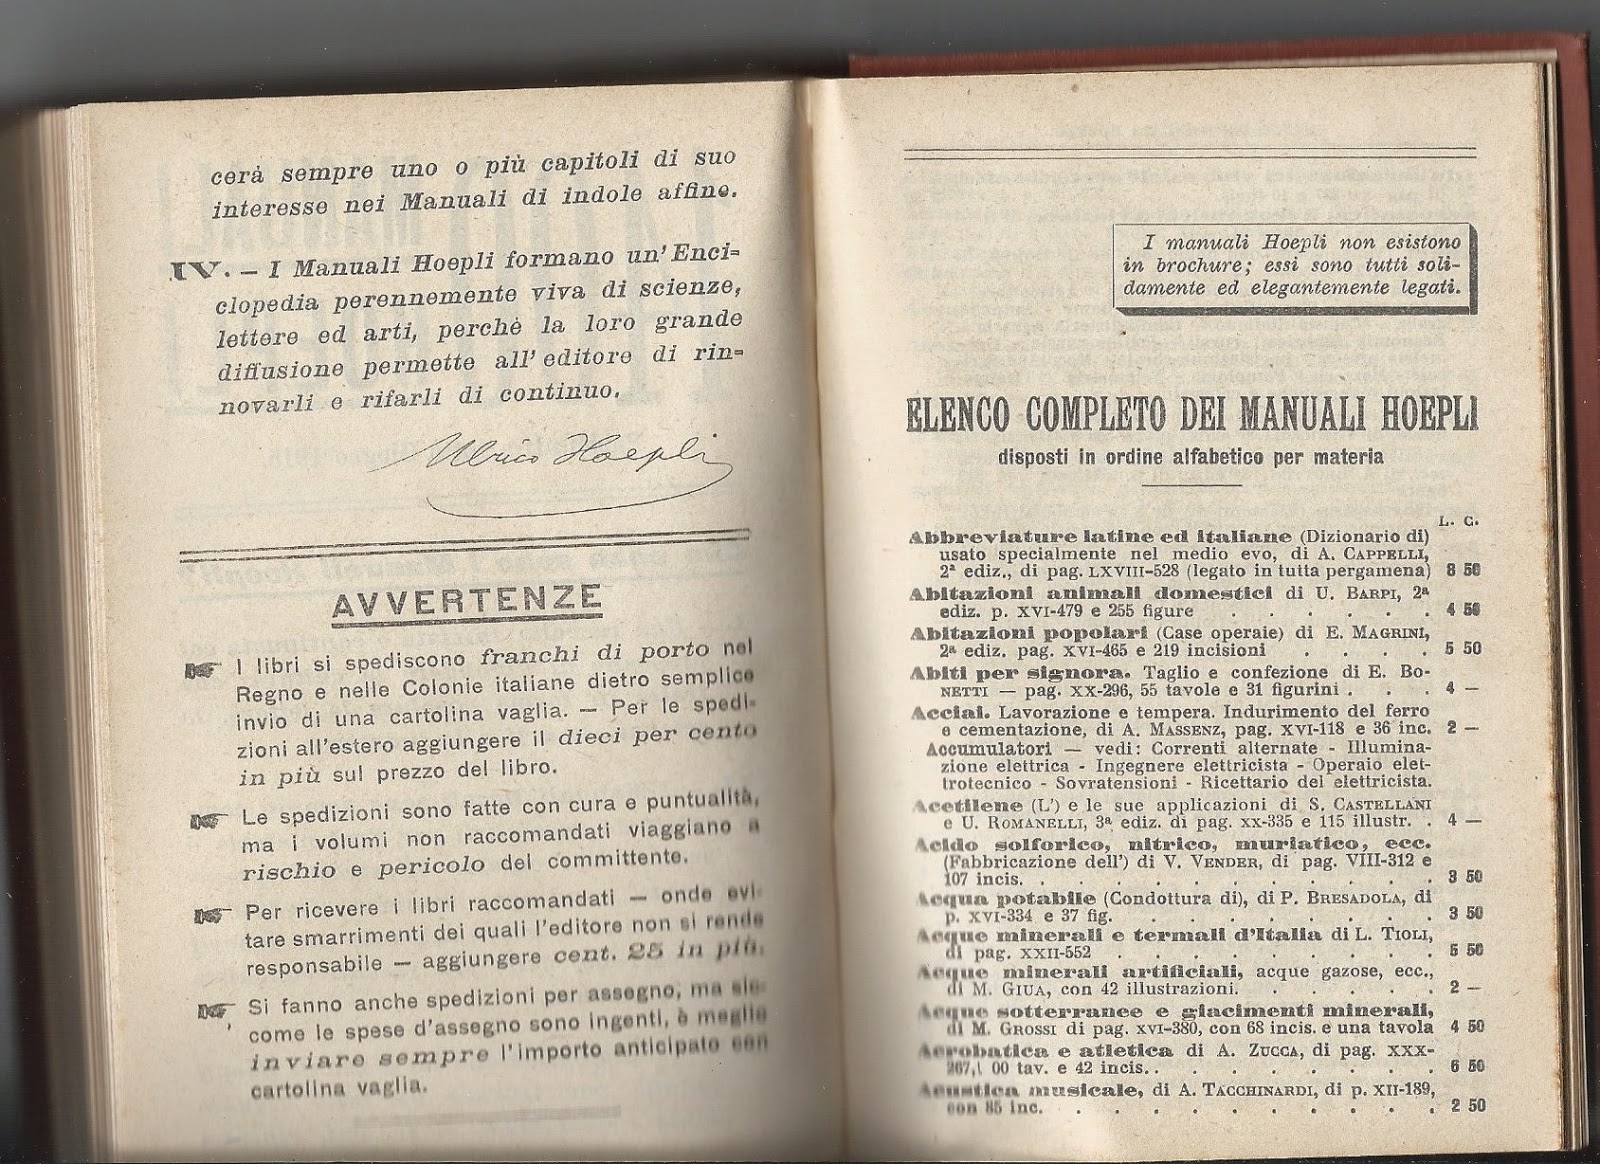 cerà sempre uno o più capitoli di suo
interesse nei Manuali di indole affine.
IV. – I Manuali Hoepli formano un' Enci-
clopedia perennemente viva di scienze,
lettere ed arti, perchè la loro grande
diffusione permette all' editore di rin-
novarli e rifarli di continuo.
Ulrico Hoepli
AVVERTENZE
I libri si spediscono franchi di porto nel
Regno e nelle Colonie italiane dietro semplice
invio di una cartolina vaglia. — Per le spedi-
zioni all'estero aggiungere il dieci per cento
in più sul prezzo del libro.
Le spedizioni sono fatte con cura e puntualità,
ma i volumi non raccomandati viaggiano a
rischio e pericolo del committente.
Per ricevere i libri raccomandati — onde evi-
tare smarrimenti dei quali l'editore non si rende
responsabile — aggiungere cent. 25 in più.
Si fanno anche spedizioni per assegno, ma sic-
come le spese d'assegno sono ingenti, è meglio
inviare sempre l'importo anticipato con
cartolina vaglia.
I manuali Hoepli non esistono
in brochure; essi sono tutti soli-
damente ed elegantemente legati.
ELENCO COMPLETO DEI MANUALI HOEPLI
disposti in ordine alfabetico per materia
L. C.
Abbreviature latine ed italiane (Dizionario di)
usato specialmente nel medio evo, di A. CAPPELLI,
2ª ediz., di pag. LXVIII-528 (legato in tutta pergamena) 8 50
Abitazioni animali domestici di U. BARPI, 2ª
ediz. p. XVI-479 e 255 figure . . . . . . 4 50
Abitazioni popolari (Case operaie) di E. MAGRINI,
2ª ediz. pag. XVI-465 e 219 incisioni . . . . 5 50
Abiti per signora. Taglio e confezione di E. BO-
NETTI — pag. XX-296, 55 tavole e 31 figurini . . . 4 —
Acciai. Lavorazione e tempera. Indurimento del ferro
e cementazione, di A. MASSENZ, pag. XVI-118 e 36 inc. 2 —
Accumulatori — vedi: Correnti alternate - Illumina-
zione elettrica - Ingegnere elettricista - Operaio elet-
trotecnico - Sovratensioni - Ricettario del elettricista.
Acetilene (L') e le sue applicazioni di S. CASTELLANI
e U. ROMANELLI, 3ª ediz. di pag. XX-335 e 115 illustr. . 4 —
Acido solforico, nitrico, muriatico, ecc.
(Fabbricazione dell') di V. VENDER, di pag. VIII-312 e
107 incis. . . . . . . . . . . 3 50
Acqua potabile (Condottura di), di P. BRESADOLA, di
p. XVI-334 e 37 fig. . . . . . . . . 3 50
Acque minerali e termali d'Italia di L. TIOLI,
di pag. XXII-552 . . . . . . . . 5 50
Acque minerali artificiali, acque gazose, ecc.,
di M. GIUA, con 42 illustrazioni. . . . . . 2 —
Acque sotterranee e giacimenti minerali,
di M. GROSSI di pag. XVI-380, con 68 incis. e una tavola 4 50
Acrobatica e atletica di A. ZUCCA, di pag. XXX-
267, 00 tav. e 42 incis. . . . . . . . 6 50
Acustica musicale, di A. TACCHINARDI, di p. XII-189,
con 85 inc. . . . . . . . . . . 2 50